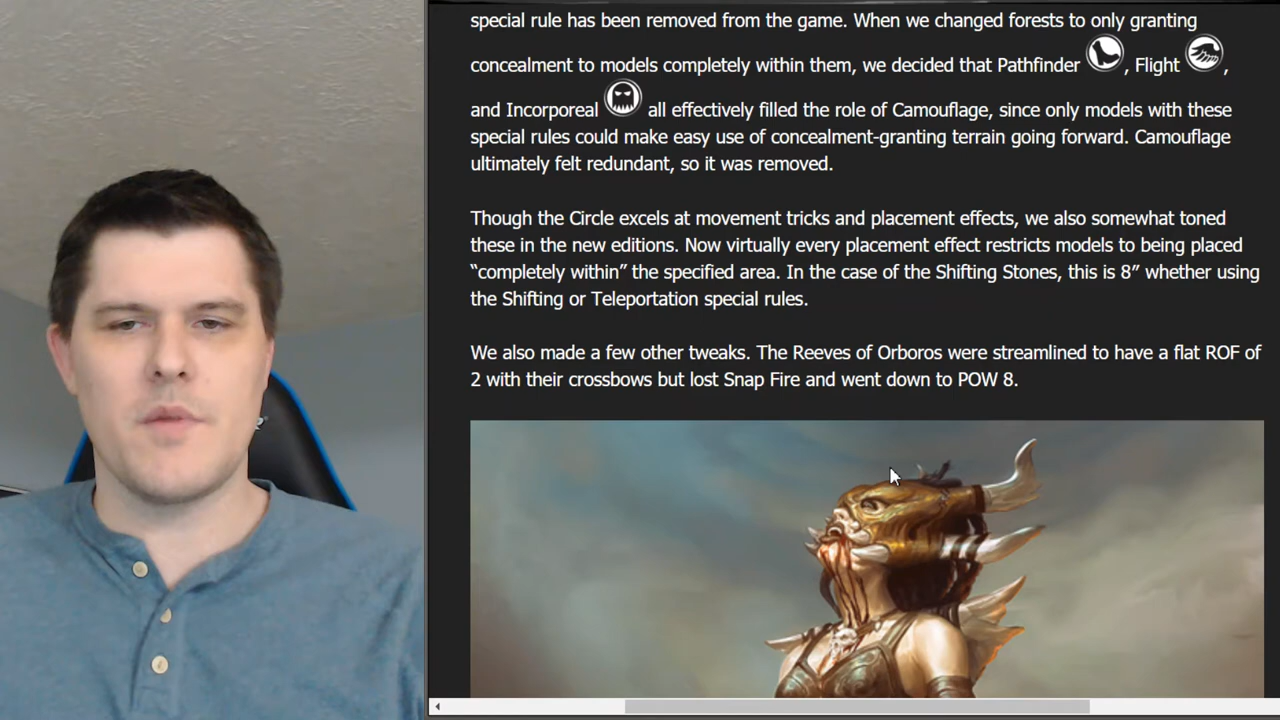 special rule has been removed from the game. When we changed forests to only granting
concealment to models completely within them, we decided that Pathfinder , Flight ,
and Incorporeal all effectively filled the role of Camouflage, since only models with these
special rules could make easy use of concealment-granting terrain going forward. Camouflage
ultimately felt redundant, so it was removed.
Though the Circle excels at movement tricks and placement effects, we also somewhat toned
these in the new editions. Now virtually every placement effect restricts models to being placed
“completely within” the specified area. In the case of the Shifting Stones, this is 8” whether using
the Shifting or Teleportation special rules.
We also made a few other tweaks. The Reeves of Orboros were streamlined to have a flat ROF of
2 with their crossbows but lost Snap Fire and went down to POW 8.